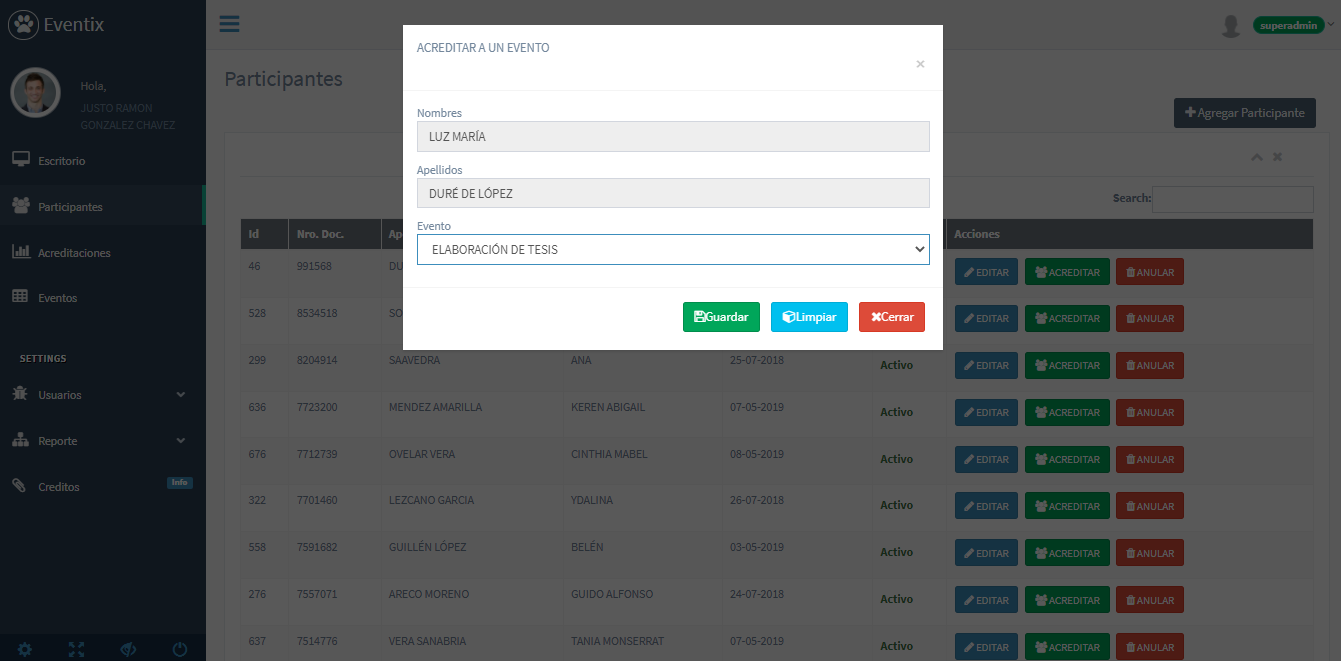 Eventix
superadmin
Hola,
JUSTO RAMON
GONZALEZ CHAVEZ
Escritorio
Participantes
Acreditaciones
Eventos
SETTINGS
Usuarios
Reporte
Creditos Info
Participantes
Agregar Participante
ACREDITAR A UN EVENTO
×
Nombres
LUZ MARÍA
Apellidos
DURÉ DE LÓPEZ
Evento
ELABORACIÓN DE TESIS
Guardar Limpiar Cerrar
Search:
Id Nro. Doc. Ap Acciones
46 991568 DU EDITAR ACREDITAR ANULAR
528 8534518 SO EDITAR ACREDITAR ANULAR
299 8204914 SAAVEDRA ANA 25-07-2018 Activo EDITAR ACREDITAR ANULAR
636 7723200 MENDEZ AMARILLA KEREN ABIGAIL 07-05-2019 Activo EDITAR ACREDITAR ANULAR
676 7712739 OVELAR VERA CINTHIA MABEL 08-05-2019 Activo EDITAR ACREDITAR ANULAR
322 7701460 LEZCANO GARCIA YDALINA 26-07-2018 Activo EDITAR ACREDITAR ANULAR
558 7591682 GUILLÉN LÓPEZ BELÉN 03-05-2019 Activo EDITAR ACREDITAR ANULAR
276 7557071 ARECO MORENO GUIDO ALFONSO 24-07-2018 Activo EDITAR ACREDITAR ANULAR
637 7514776 VERA SANABRIA TANIA MONSERRAT 07-05-2019 Activo EDITAR ACREDITAR ANULAR